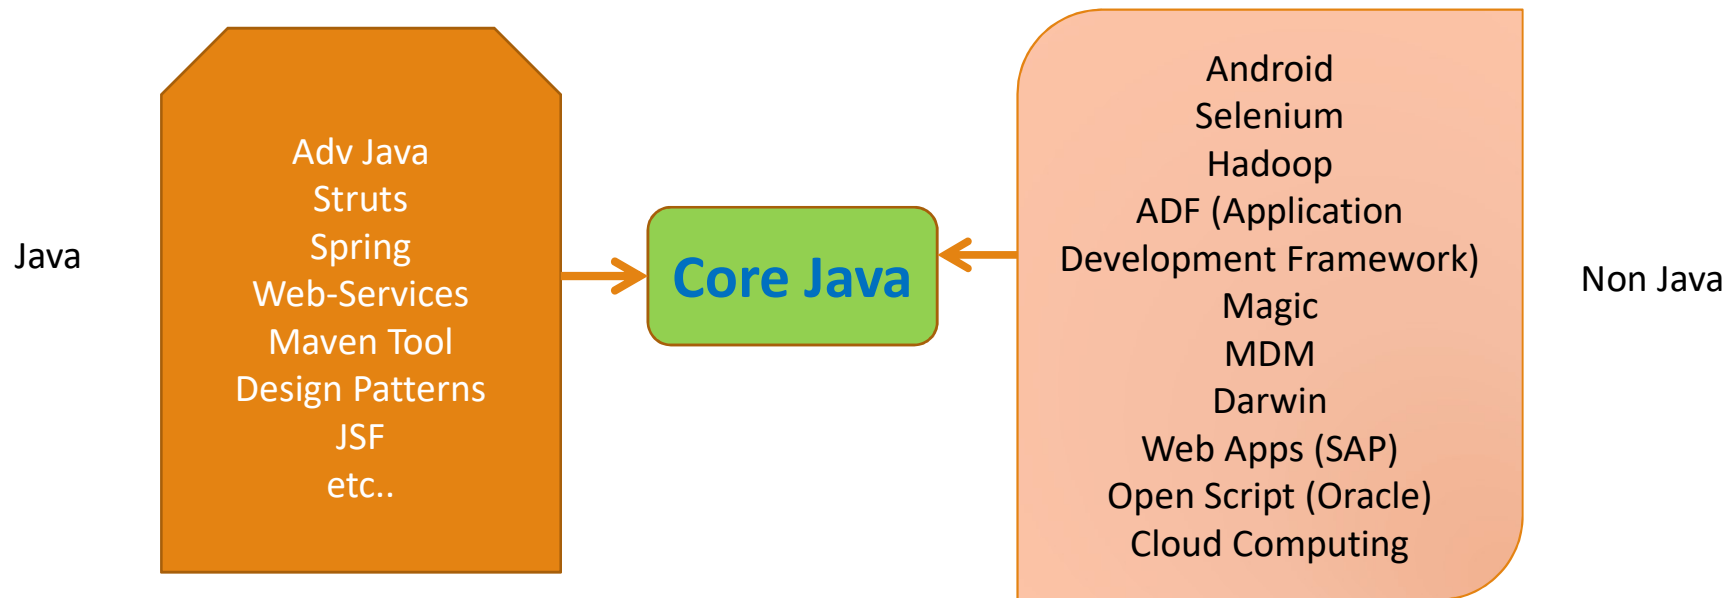 Java
Adv Java
Struts
Spring
Web-Services
Maven Tool
Design Patterns
JSF
etc..
Core Java
Android
Selenium
Hadoop
ADF (Application
Development Framework)
Magic
MDM
Darwin
Web Apps (SAP)
Open Script (Oracle)
Cloud Computing
Non Java